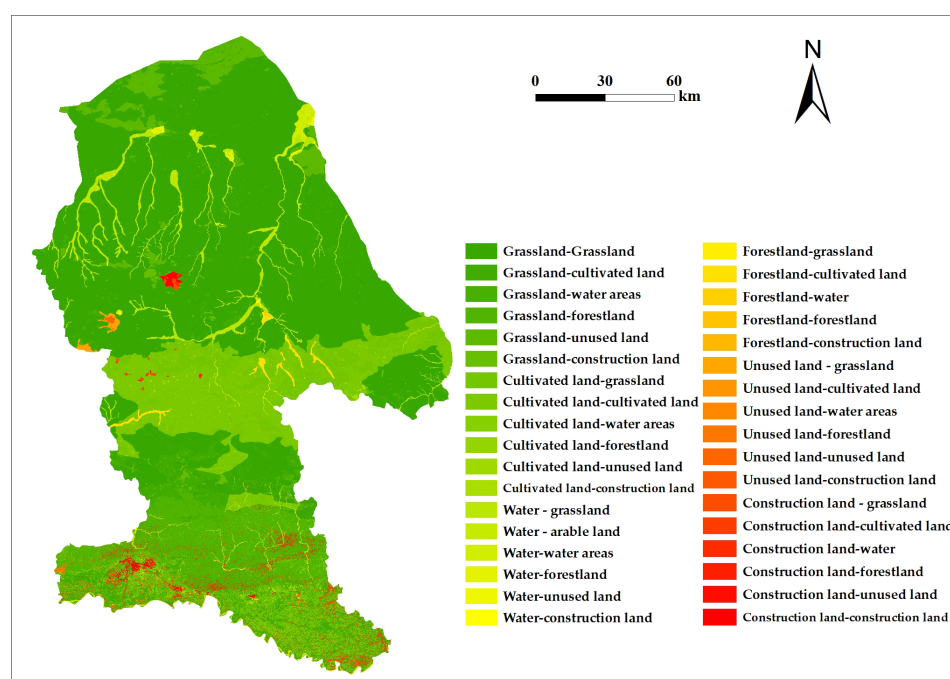 N
0 30 60
km
Grassland-Grassland
Grassland-cultivated land
Grassland-water areas
Grassland-forestland
Grassland-unused land
Grassland-construction land
Cultivated land-grassland
Cultivated land-cultivated land
Cultivated land-water areas
Cultivated land-forestland
Cultivated land-unused land
Cultivated land-construction land
Water - grassland
Water - arable land
Water-water areas
Water-forestland
Water-unused land
Water-construction land
Forestland-grassland
Forestland-cultivated land
Forestland-water
Forestland-forestland
Forestland-construction land
Unused land - grassland
Unused land-cultivated land
Unused land-water areas
Unused land-forestland
Unused land-unused land
Unused land-construction land
Construction land - grassland
Construction land-cultivated land
Construction land-water
Construction land-forestland
Construction land-unused land
Construction land-construction land